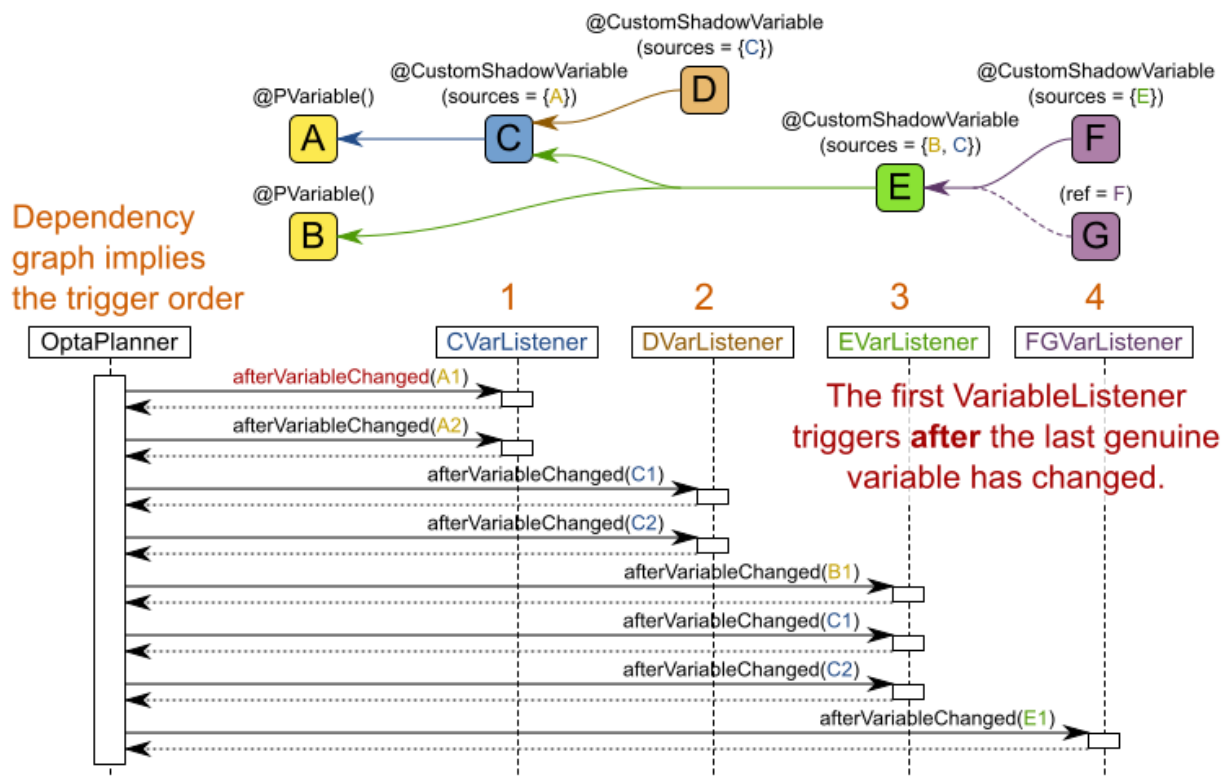 @CustomShadowVariable
(sources = {C})
@CustomShadowVariable
(sources = {A})
@CustomShadowVariable
(sources = {E})
@PVariable()
D
@CustomShadowVariable
(sources = {B, C})
A
C
F
E
@PVariable()
(ref = F)
B
G
Dependency
graph implies
the trigger order
1
2
3
4
OptaPlanner
CVarListener
DVarListener
EVarListener
FGVarListener
afterVariableChanged(A1)
The first VariableListener
triggers after the last genuine
variable has changed.
afterVariableChanged(A2)
afterVariableChanged(C1)
afterVariableChanged(C2)
afterVariableChanged(B1)
afterVariableChanged(C1)
afterVariableChanged(C2)
afterVariableChanged(E1)